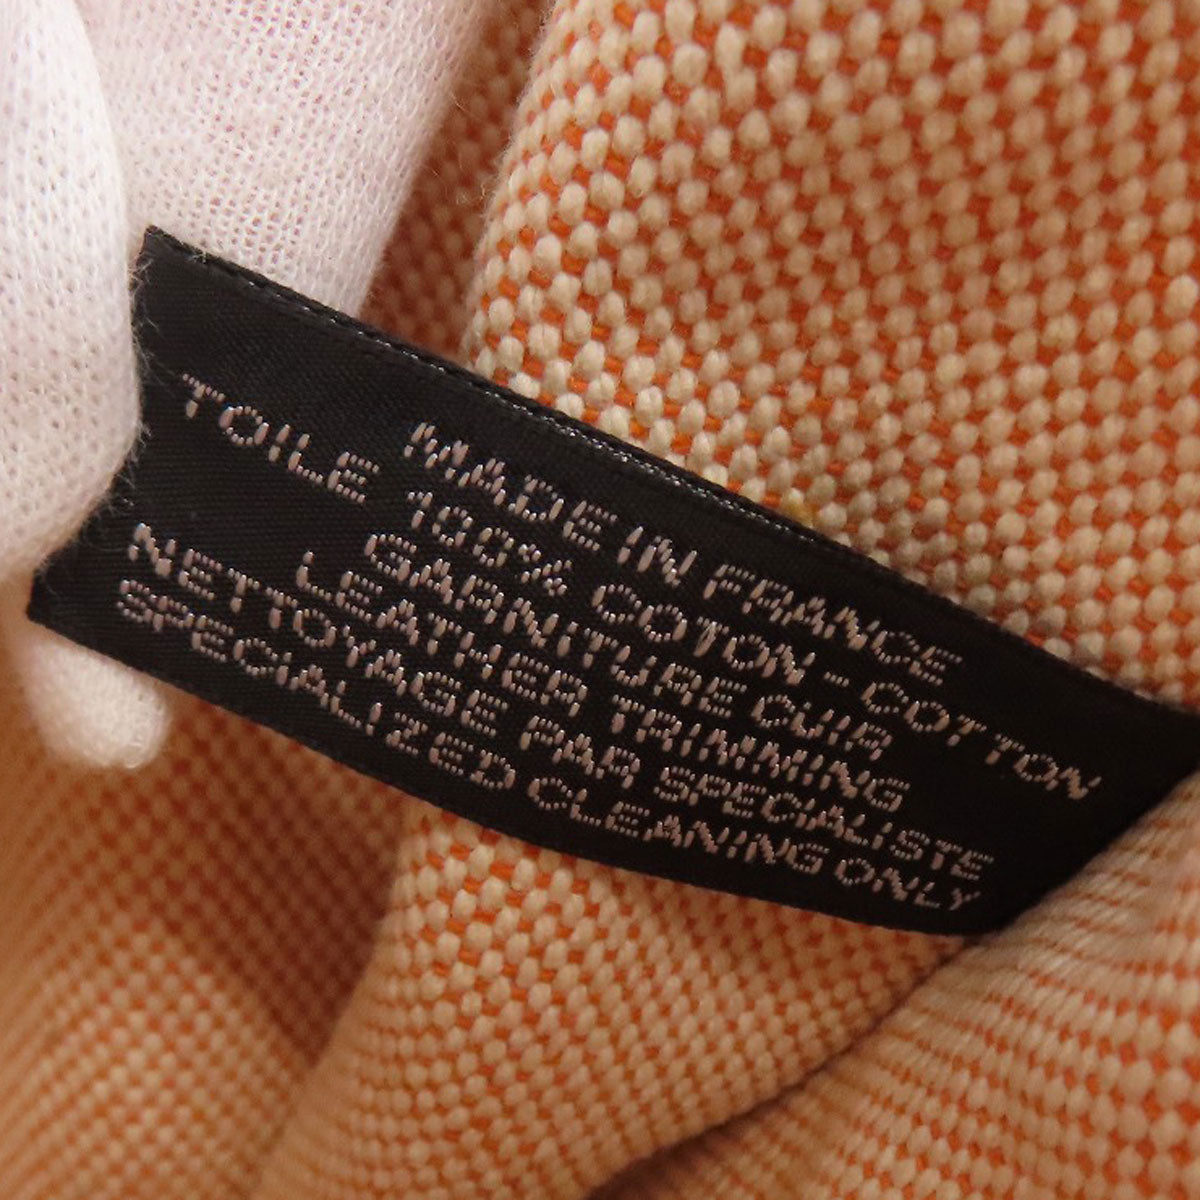 MADE IN FRANCE
TOILE 100% COTON - COTTON
GARNITURE CUIR
LEATHER TRIMMING
NETTOYAGE PAR SPECIALISTE
SPECIALIZED CLEANING ONLY